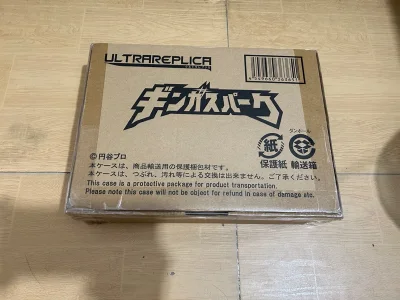 ULTRAREPLICA
ギンガスパーク
ダンボール
紙
©円谷プロ
保護紙 輸送箱
本ケースは、商品輸送用の保護梱包材です。
本ケースは、つぶれ、汚れ等による交換は出来ません。ご了承ください。
This case is a protective package for product transportation.
Please note this case will not be object for refund in case of damage etc.